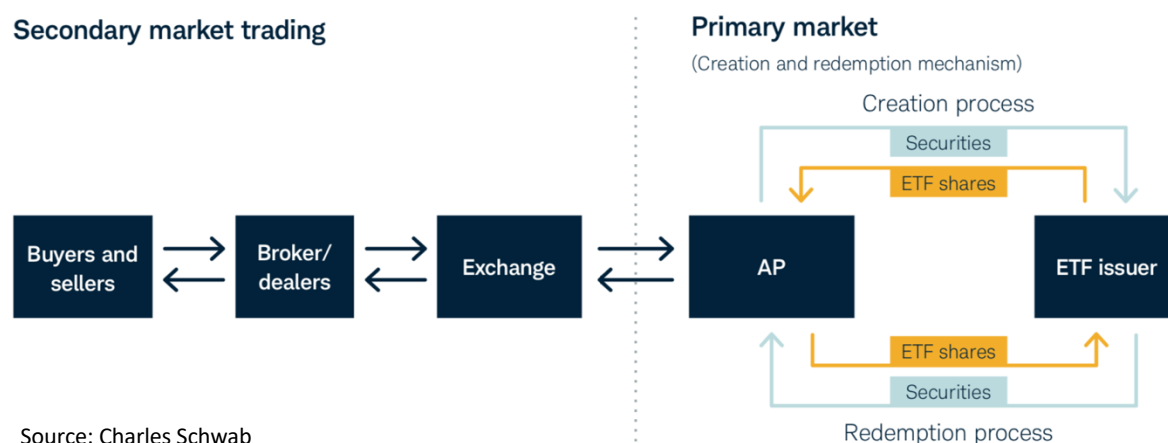 Secondary market trading
Primary market
(Creation and redemption mechanism)
Creation process
Securities
ETF shares
Buyers and
sellers
Broker/
dealers
Exchange
AP
ETF issuer
ETF shares
Securities
Redemption process
Source: Charles Schwab